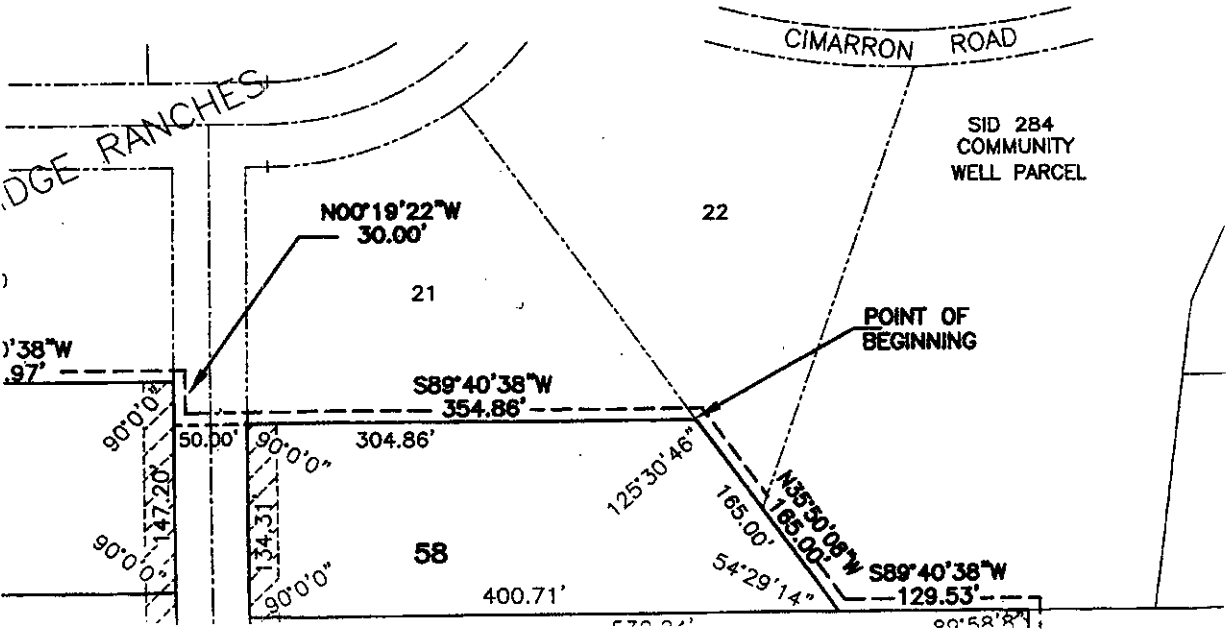 CIMARRON ROAD
RANCHES
SID 284
COMMUNITY
WELL PARCEL
N00°19'22"W
30.00'
22
21
POINT OF
BEGINNING
'38"W
.97'
S89°40'38"W
354.86'
90°0'0"
50.00'
90°0'0"
304.86'
125°30'46"
147.20'
134.31'
165.00'
N35°50'08"W
165.00'
90°0'0"
58
54°29'14"
S89°40'38"W
129.53'
90°0'0"
400.71'